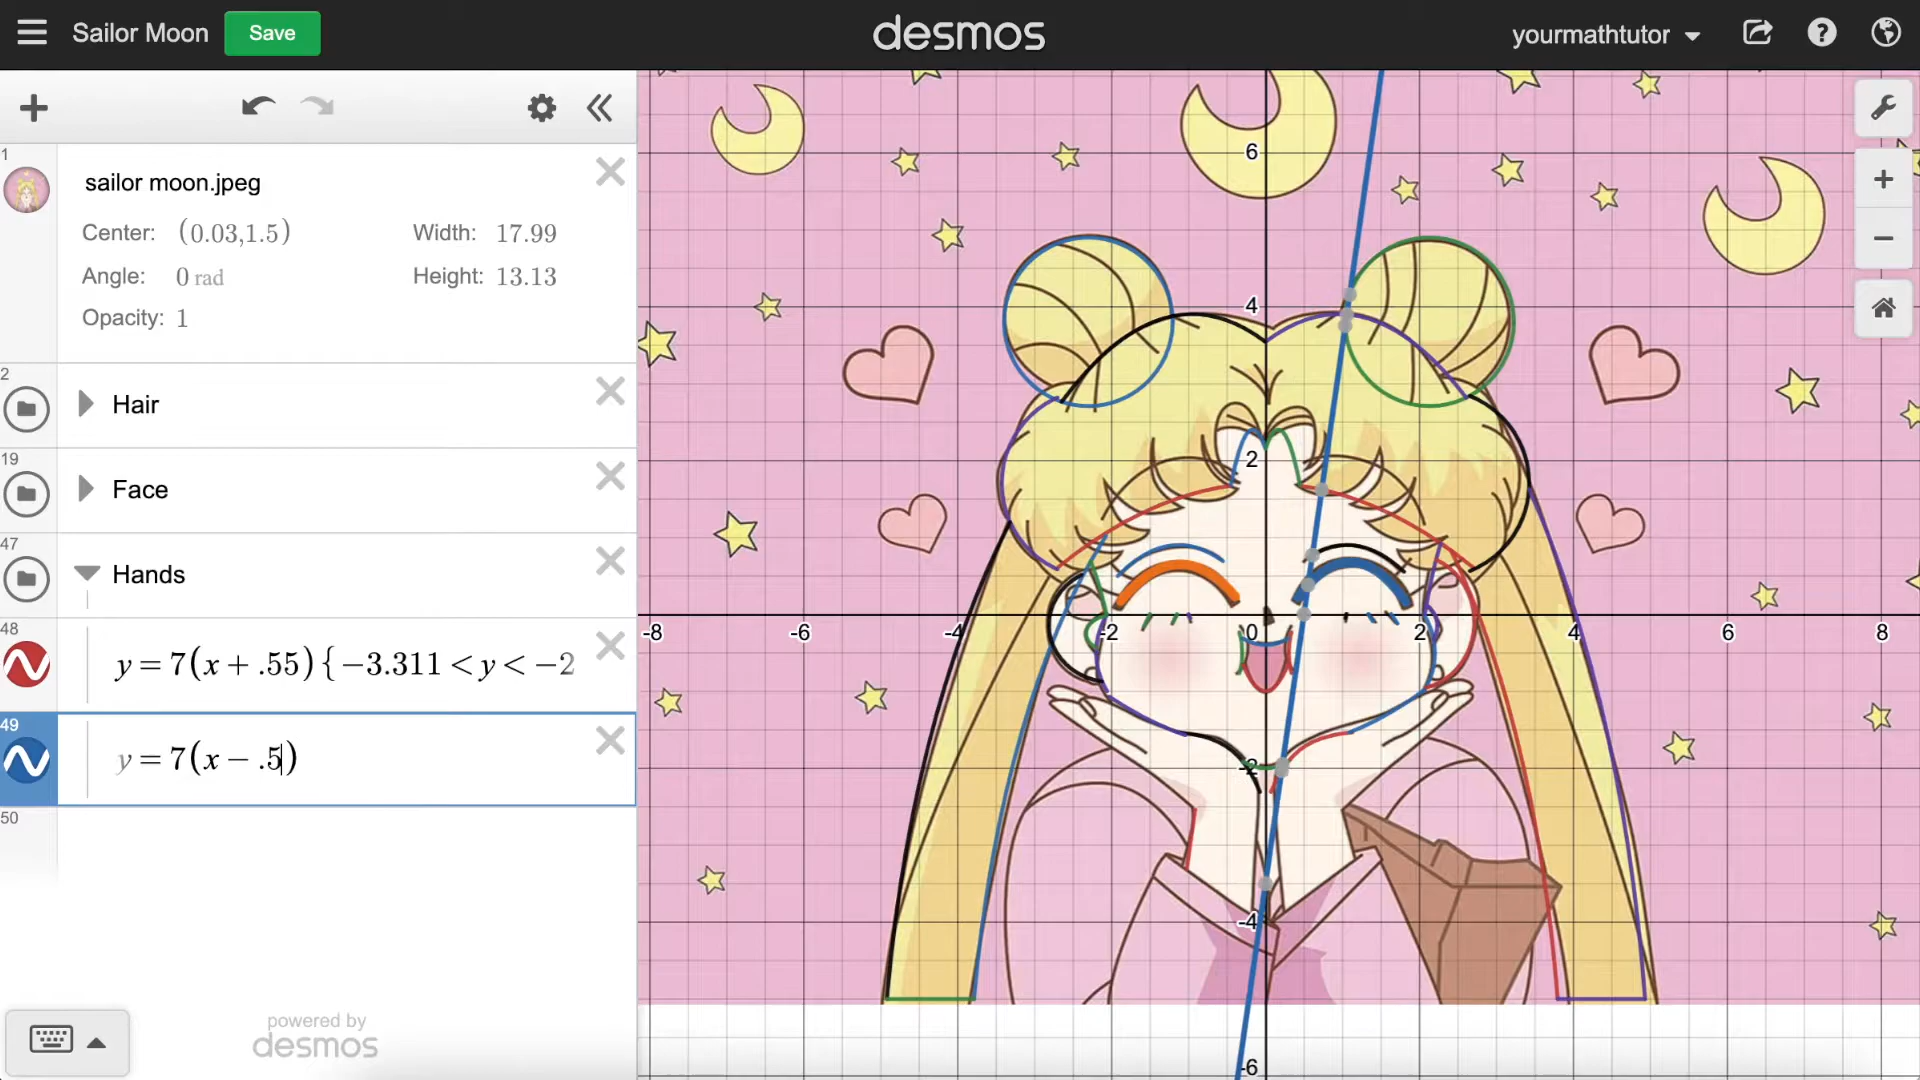 Sailor Moon Save desmos yourmathtutor ?
1
sailor moon.jpeg
Center: (0.03,1.5) Width: 17.99
Angle: 0 rad Height: 13.13
Opacity: 1
2
Hair
19
Face
47
Hands
48
y = 7(x + .55) {−3.311 < y < −2
49
y = 7(x − .5)
50
powered by
desmos
6
4
2
-8 -6 -4 -2 0 2 4 6 8
-2
-4
-6